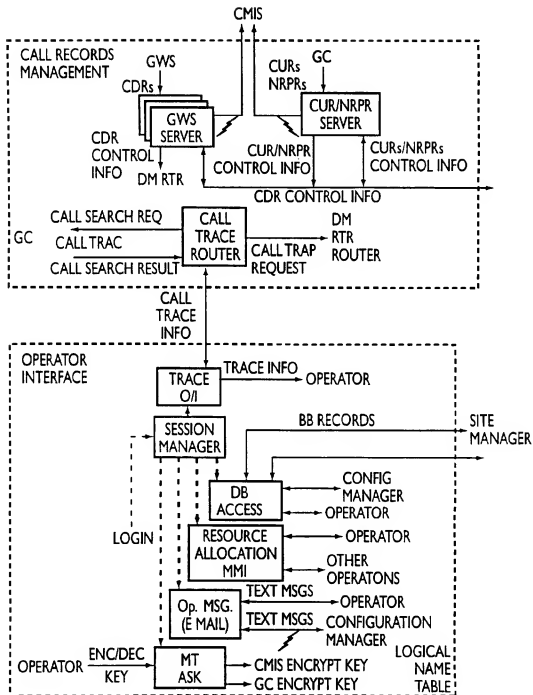 CMIS
CALL RECORDS
MANAGEMENT
GWS
CDRs
GWS
SERVER
CURs
NRPRs
GC
CUR/NRPR
SERVER
CDR
CONTROL
INFO
DM RTR
CUR/NRPR
CONTROL INFO
CURs/NRPRs
CONTROL INFO
CDR CONTROL INFO
CALL SEARCH REQ
GC
CALL TRAC
CALL SEARCH RESULT
CALL
TRACE
ROUTER
CALL TRAP
REQUEST
DM
RTR
ROUTER
CALL
TRACE
INFO
OPERATOR
INTERFACE
TRACE
O/I
TRACE INFO
OPERATOR
SESSION
MANAGER
BB RECORDS
SITE
MANAGER
LOGIN
DB
ACCESS
CONFIG
MANAGER
OPERATOR
RESOURCE
ALLOCATION
MMI
OPERATOR
OTHER
OPERATONS
Op. MSG.
(E MAIL)
TEXT MSGS
OPERATOR
TEXT MSGS
CONFIGURATION
MANAGER
OPERATOR
ENC/DEC
KEY
MT
ASK
CMIS ENCRYPT KEY
GC ENCRYPT KEY
LOGICAL
NAME
TABLE